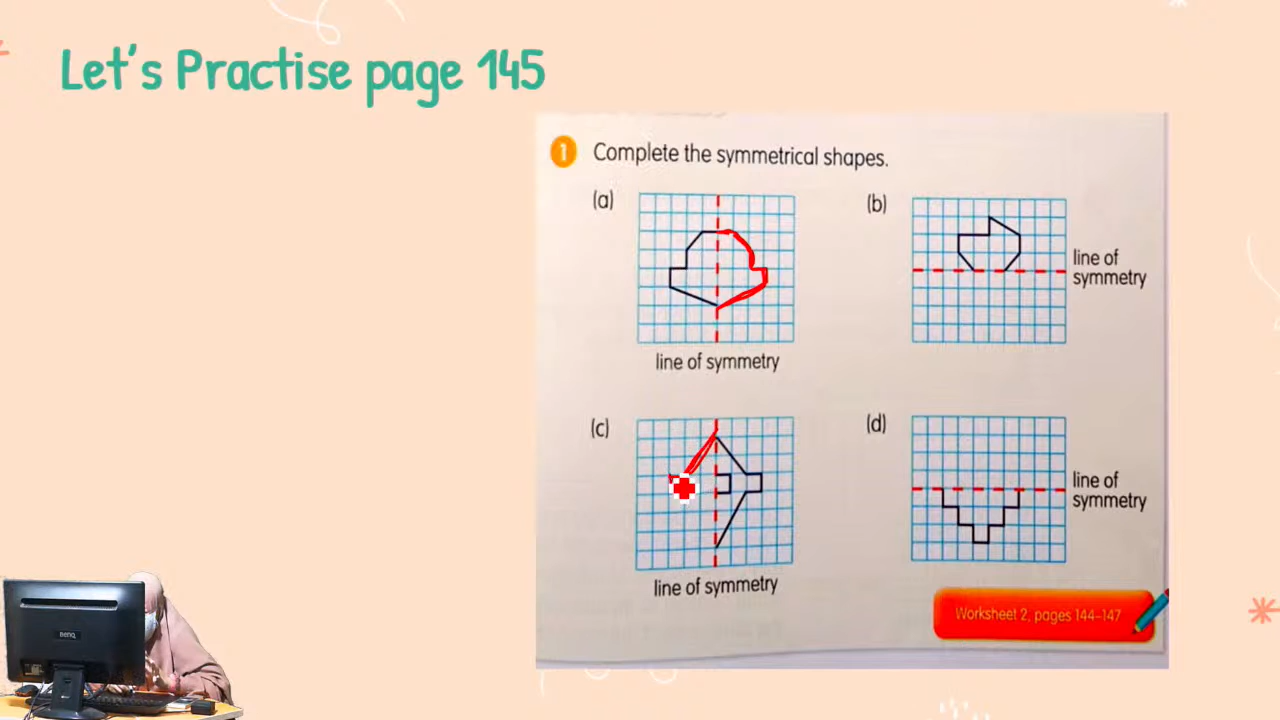 Let's Practise page 145
1 Complete the symmetrical shapes.
(a)
line of symmetry
(b)
line of
symmetry
(c)
line of symmetry
(d)
line of
symmetry
Worksheet 2, pages 144–147
BenQ